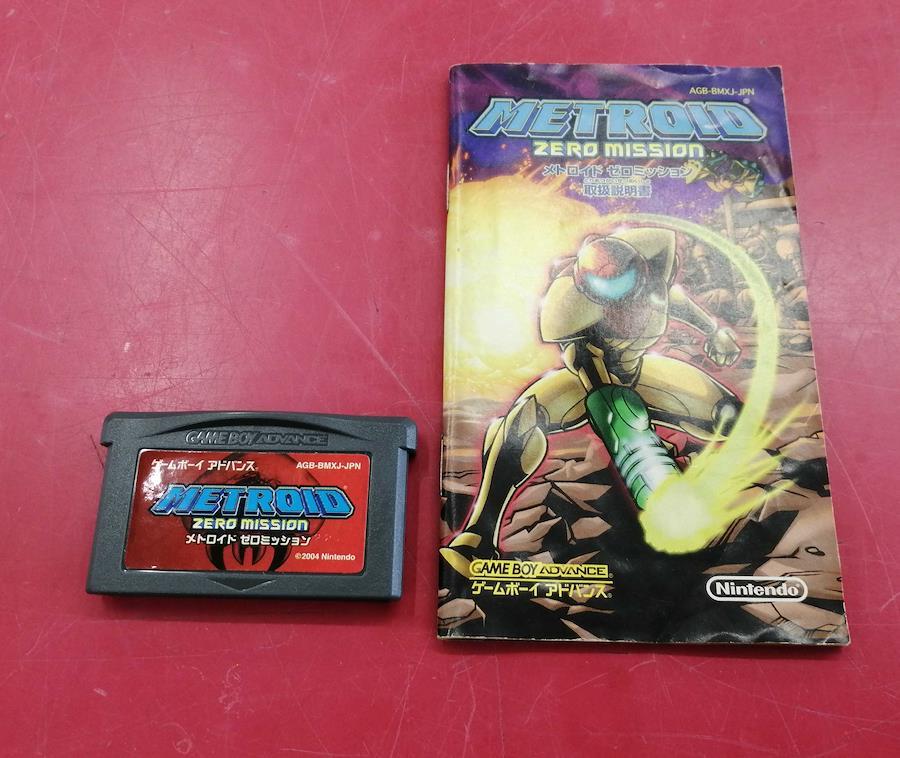 GAME BOY ADVANCE
ゲームボーイ アドバンス
AGB-BMXJ-JPN
METROID
ZERO MISSION
メトロイド ゼロミッション
©2004 Nintendo
AGB-BMXJ-JPN
METROID®
ZERO MISSION
メトロイド ゼロミッション
取扱説明書
GAME BOY ADVANCE
ゲームボーイ アドバンス®
Nintendo®